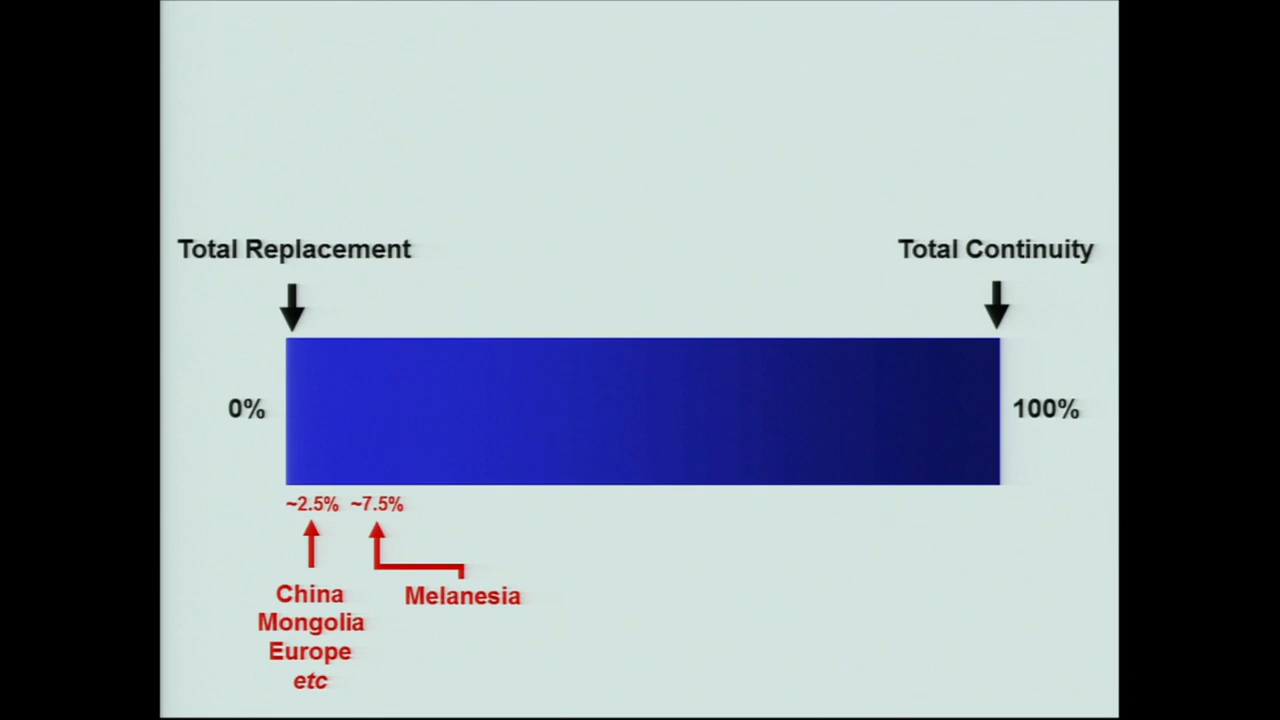 Total Replacement
Total Continuity
0%
100%
~2.5%
~7.5%
China
Mongolia
Europe
etc
Melanesia